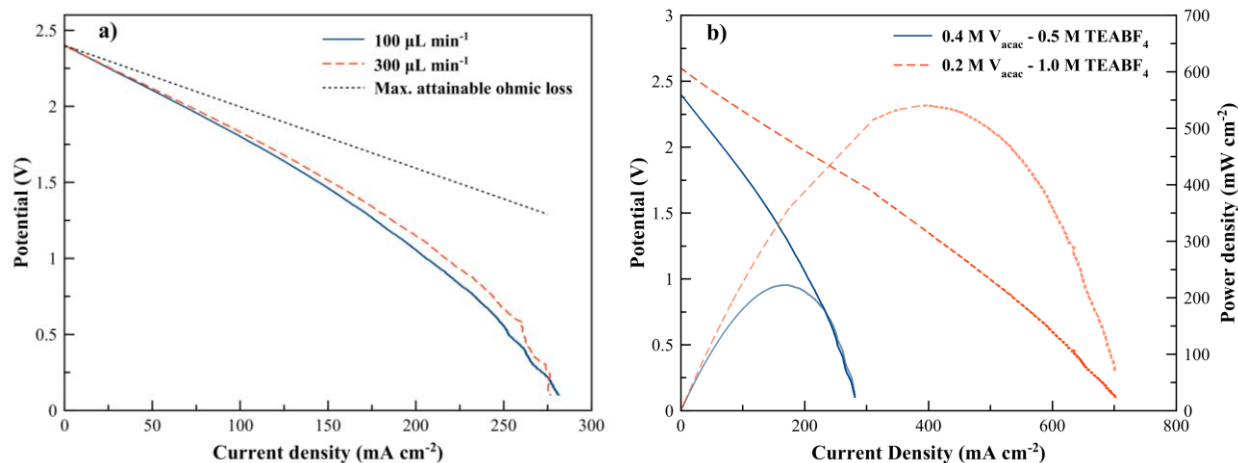 a)
100 μL min⁻¹
300 μL min⁻¹
Max. attainable ohmic loss
Potential (V)
2.5
2
1.5
1
0.5
0
0 50 100 150 200 250 300
Current density (mA cm⁻²)
b)
0.4 M Vacac - 0.5 M TEABF₄
0.2 M Vacac - 1.0 M TEABF₄
Potential (V)
3
2.5
2
1.5
1
0.5
0
0 200 400 600 800
Current Density (mA cm⁻²)
700
600
500
400
300
200
100
0
Power density (mW cm⁻²)